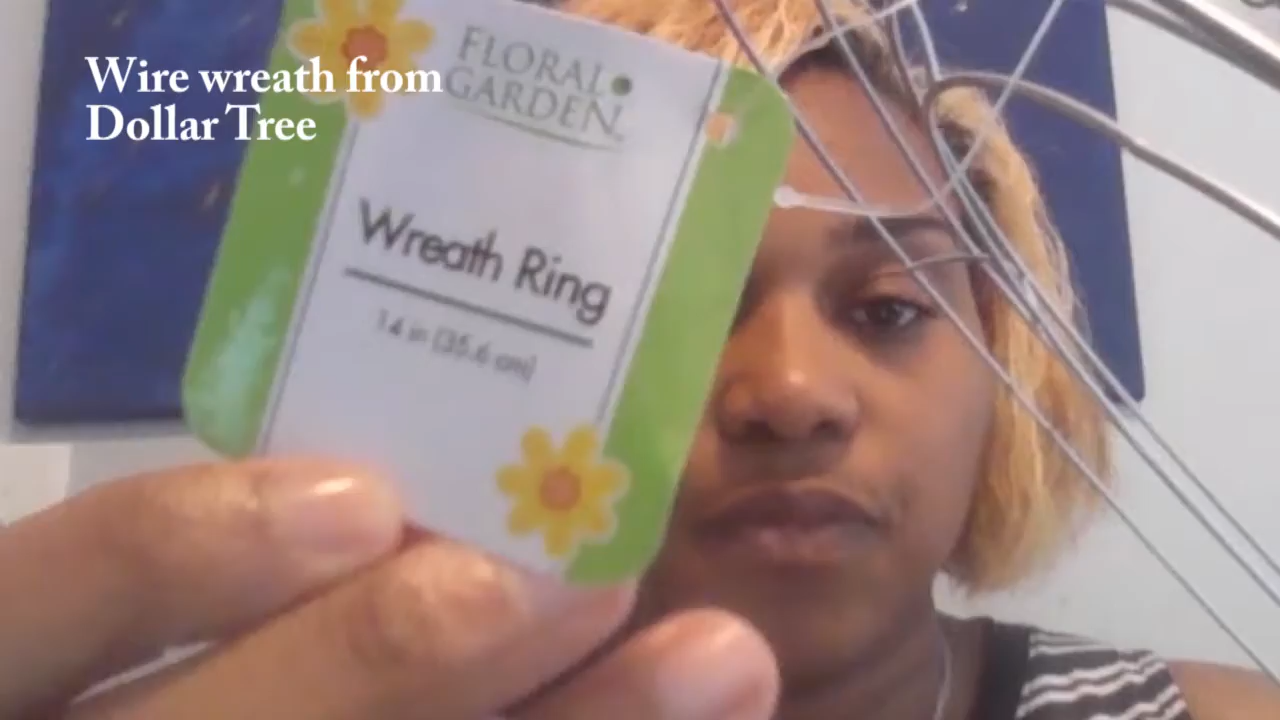 Wire wreath from
Dollar Tree
FLORAL
GARDEN
Wreath Ring
14 in (35.6 cm)